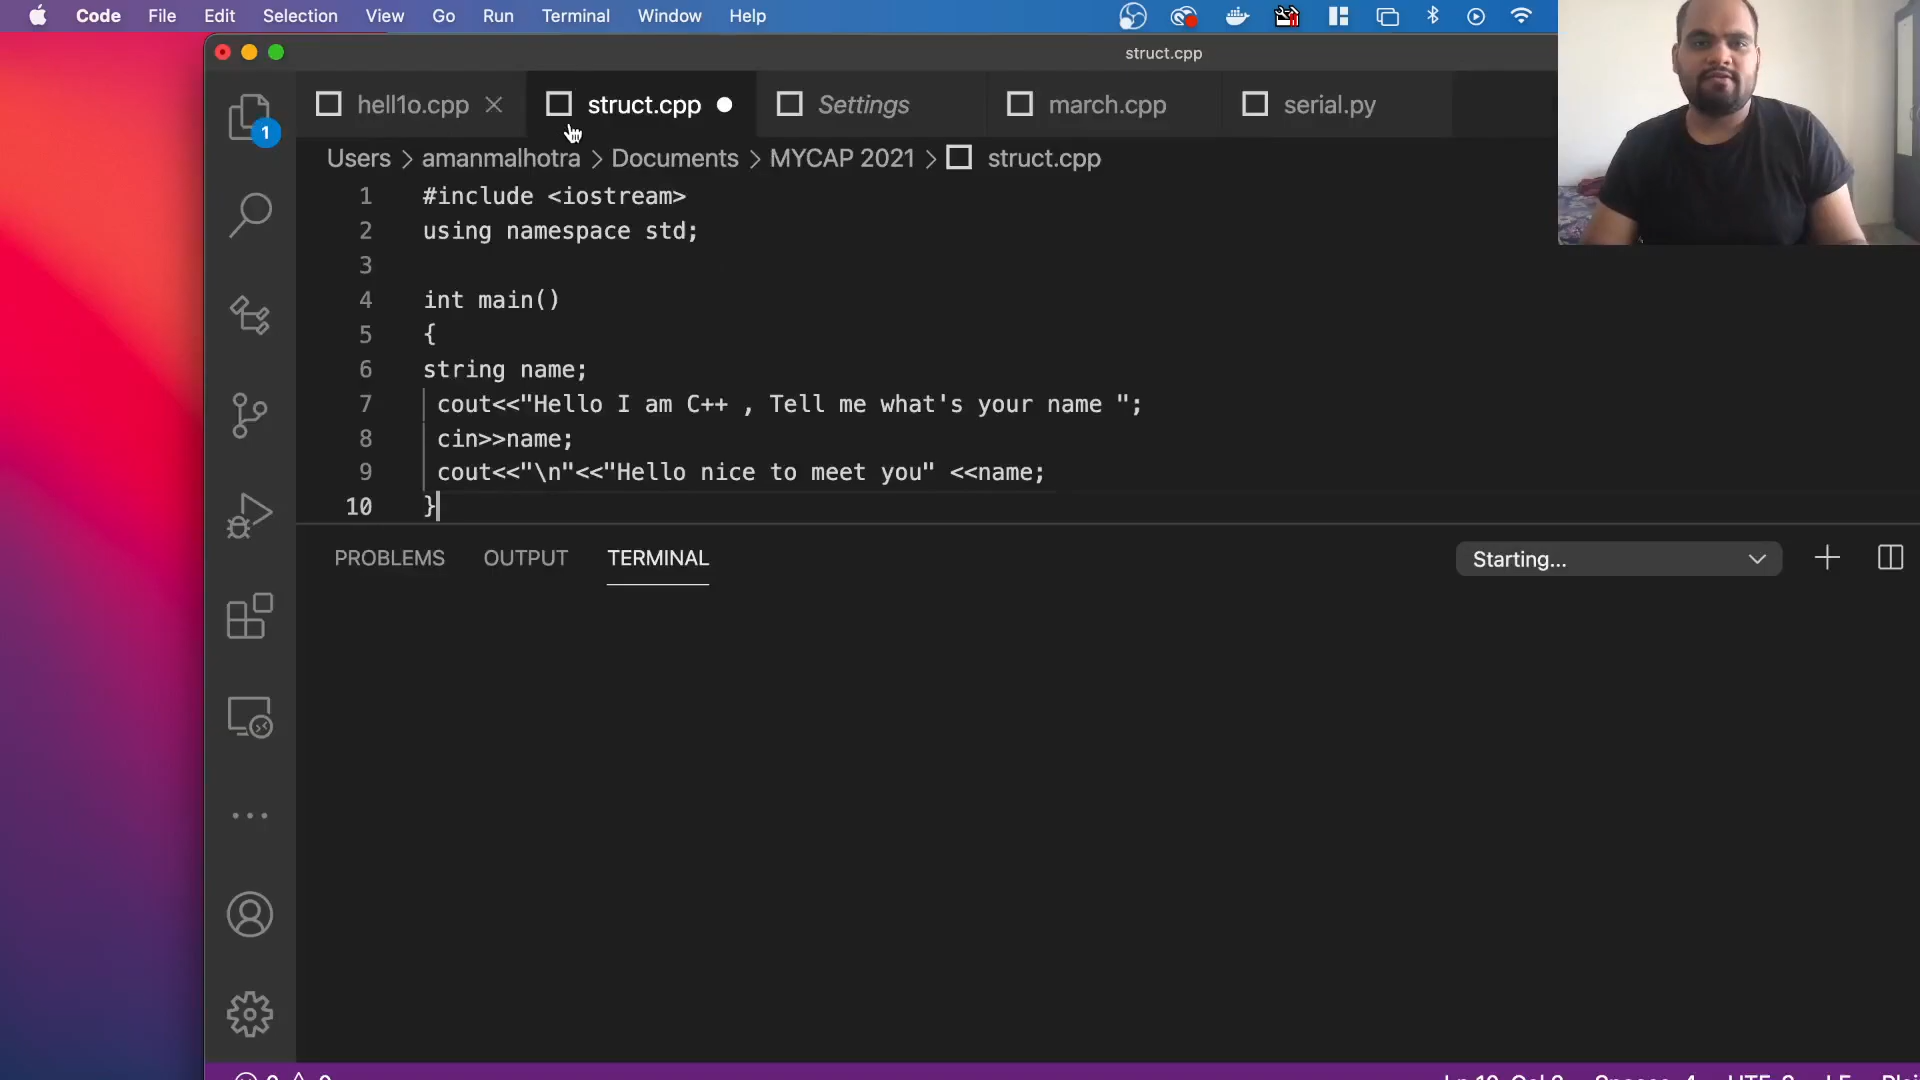 Code File Edit Selection View Go Run Terminal Window Help
struct.cpp
hell1o.cpp struct.cpp Settings march.cpp serial.py
1
Users > amanmalhotra > Documents > MYCAP 2021 > struct.cpp
1 #include <iostream>
2 using namespace std;
3
4 int main()
5 {
6 string name;
7 cout<<"Hello I am C++ , Tell me what's your name ";
8 cin>>name;
9 cout<<"\n"<<"Hello nice to meet you" <<name;
10 }
PROBLEMS OUTPUT TERMINAL Starting...